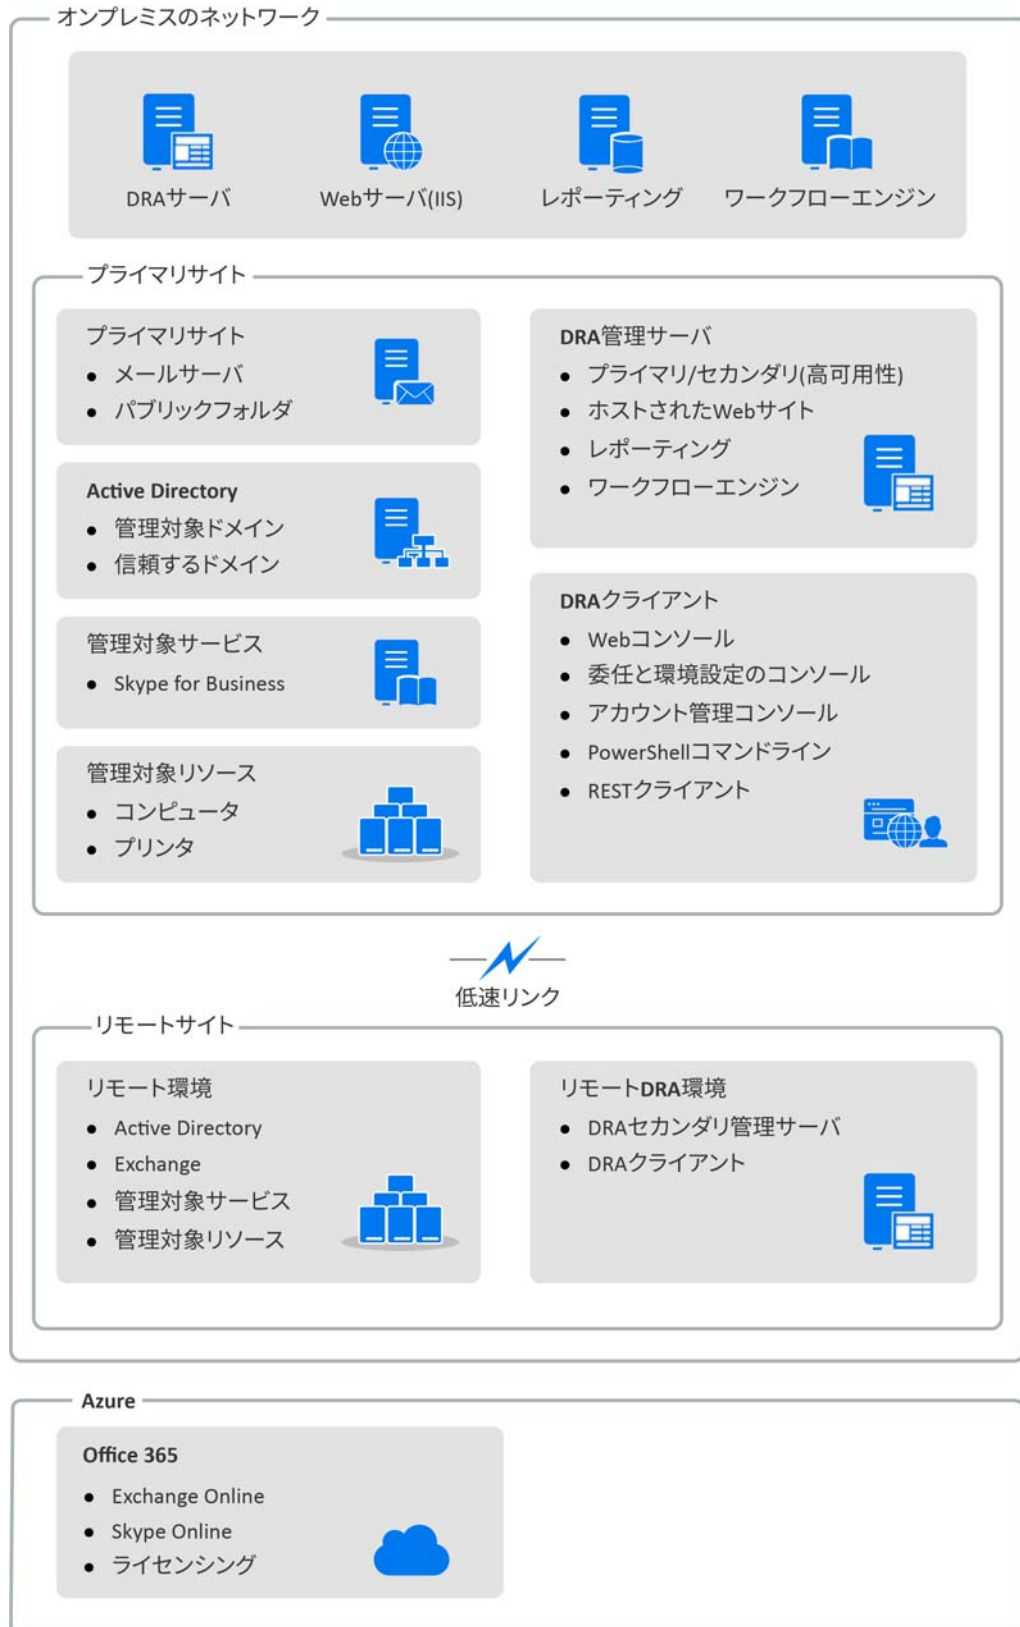 オンプレミスのネットワーク
DRAサーバ
Webサーバ(IIS)
レポーティング
ワークフローエンジン
プライマリサイト
プライマリサイト
● メールサーバ
● パブリックフォルダ
Active Directory
● 管理対象ドメイン
● 信頼するドメイン
管理対象サービス
● Skype for Business
管理対象リソース
● コンピュータ
● プリンタ
DRA管理サーバ
● プライマリ/セカンダリ(高可用性)
● ホストされたWebサイト
● レポーティング
● ワークフローエンジン
DRAクライアント
● Webコンソール
● 委任と環境設定のコンソール
● アカウント管理コンソール
● PowerShellコマンドライン
● RESTクライアント
低速リンク
リモートサイト
リモート環境
● Active Directory
● Exchange
● 管理対象サービス
● 管理対象リソース
リモートDRA環境
● DRAセカンダリ管理サーバ
● DRAクライアント
Azure
Office 365
● Exchange Online
● Skype Online
● ライセンシング